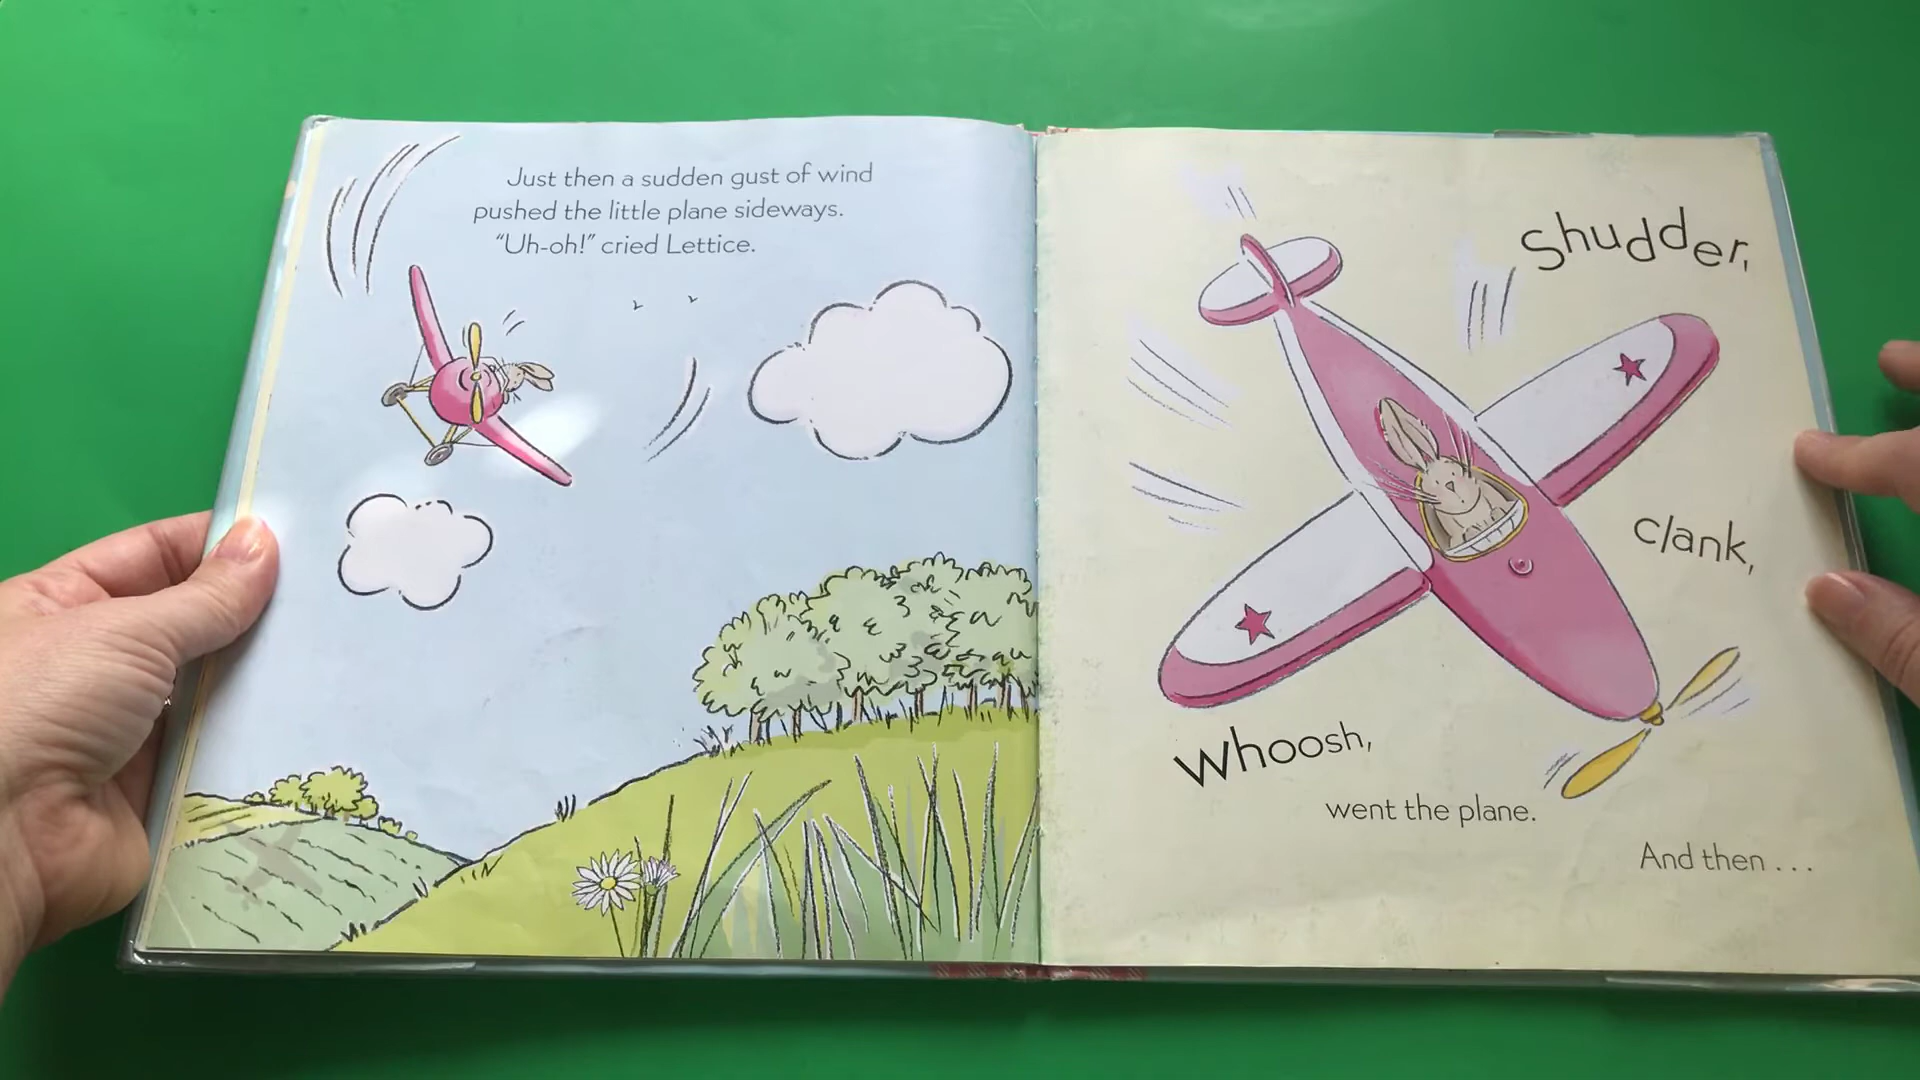 Just then a sudden gust of wind
pushed the little plane sideways.
“Uh-oh!” cried Lettice.
Shudder,
clank,
whoosh,
went the plane.
And then . . .